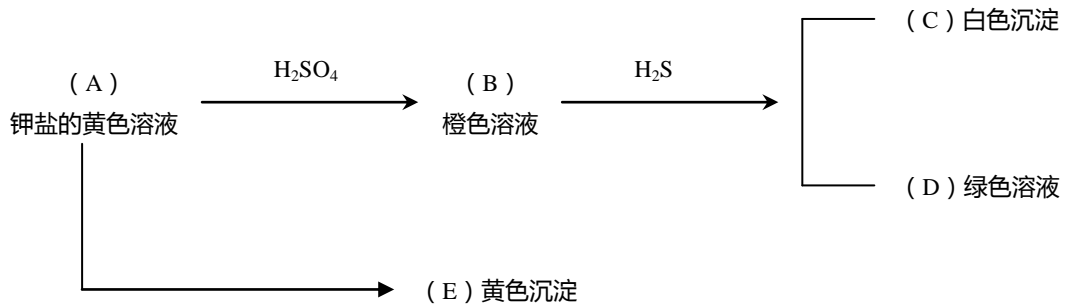 （C）白色沉淀
（A）
H₂SO₄
（B）
H₂S
钾盐的黄色溶液
橙色溶液
（D）绿色溶液
（E）黄色沉淀